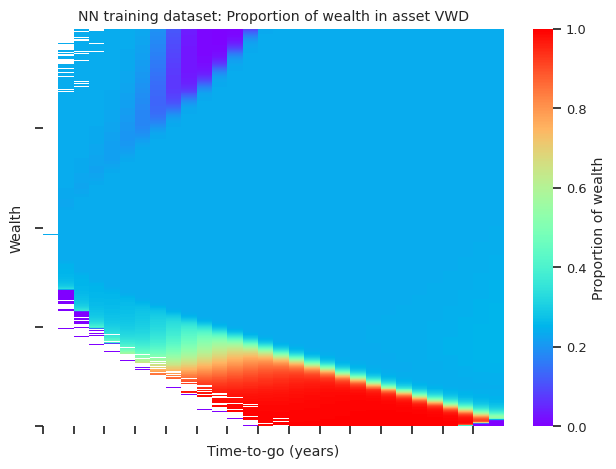 NN training dataset: Proportion of wealth in asset VWD
Wealth
Time-to-go (years)
1.0
0.8
0.6
0.4
0.2
0.0
Proportion of wealth